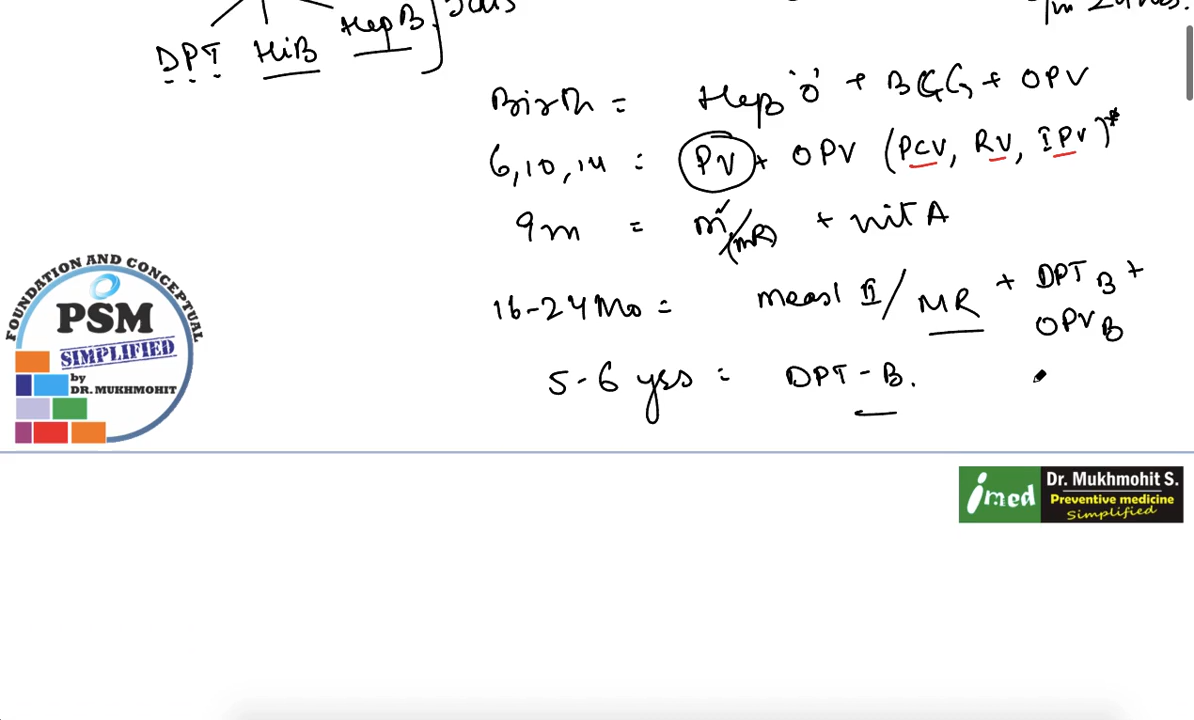 DPT HiB HepB
Birth = Hep 'O' + BCG + OPV
6,10,14 = PV + OPV (PCV, RV, IPV)*
9m = M/(MR) + Vit A
16-24 Mo = Measl II / MR + DPT B +
OPV B
5-6 yrs = DPT - B.
FOUNDATION AND CONCEPTUAL
PSM
SIMPLIFIED
by
DR. MUKHMOHIT
imed
Dr. Mukhmohit S.
Preventive medicine
Simplified